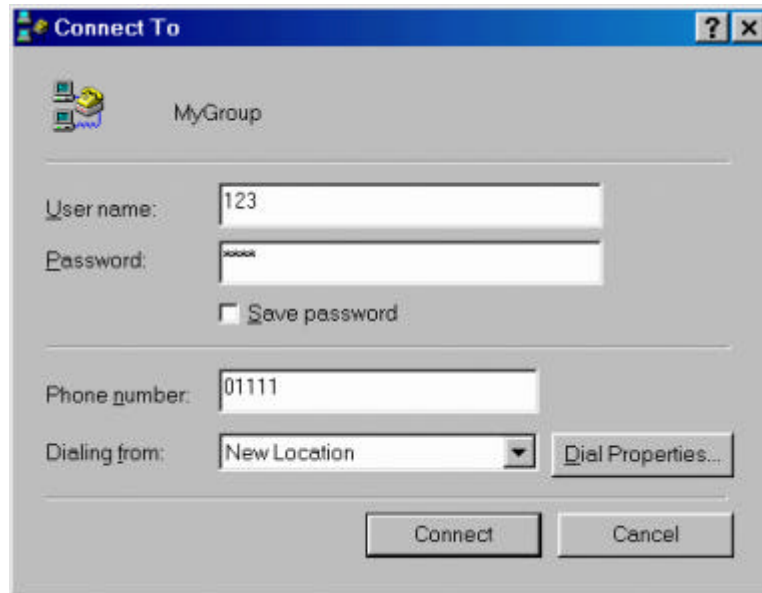 Connect To
MyGroup
User name: 123
Password: ****
Save password
Phone number: 01111
Dialing from: New Location Dial Properties...
Connect Cancel